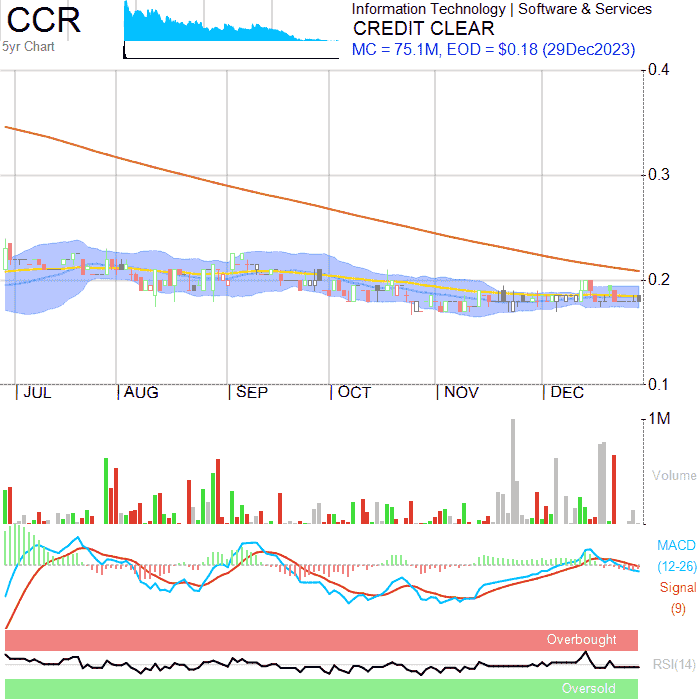 CCR
5yr Chart
Information Technology | Software & Services
CREDIT CLEAR
MC = 75.1M, EOD = $0.18 (29Dec2023)
0.4
0.3
0.2
0.1
JUL AUG SEP OCT NOV DEC
1M
Volume
MACD
(12-26)
Signal
(9)
Overbought
RSI(14)
Oversold